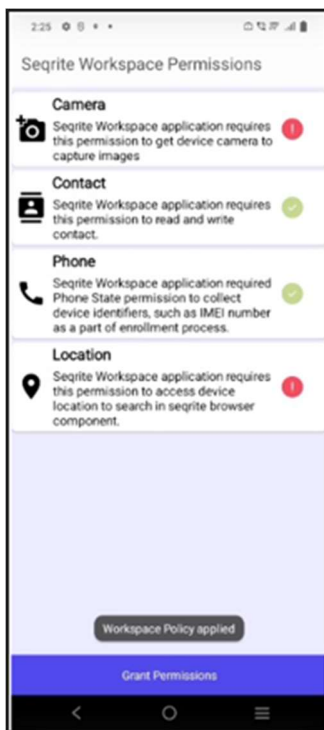 2:25
Seqrite Workspace Permissions
Camera
Seqrite Workspace application requires
this permission to get device camera to
capture images
Contact
Seqrite Workspace application requires
this permission to read and write
contact.
Phone
Seqrite Workspace application required
Phone State permission to collect
device identifiers, such as IMEI number
as a part of enrollment process.
Location
Seqrite Workspace application requires
this permission to access device
location to search in seqrite browser
component.
Workspace Policy applied
Grant Permissions